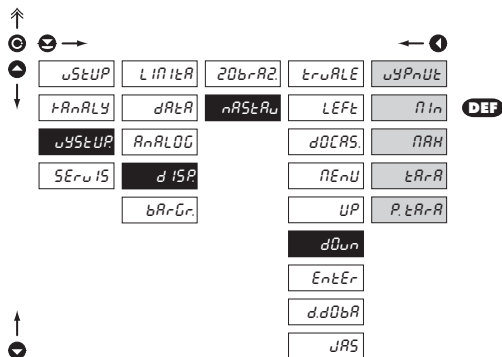 VSTUP LIMITA ZOBRAZ. TRVALE VYPNUT
KANALY DATA NASTAV LEFT MIN DEF
VYSTUP. ANALOG DOCAS. MAX
SERVIS DISP. MENU TARA
BARGR. UP P.TARA
DOWN
ENTER
D.DOBA
JAS